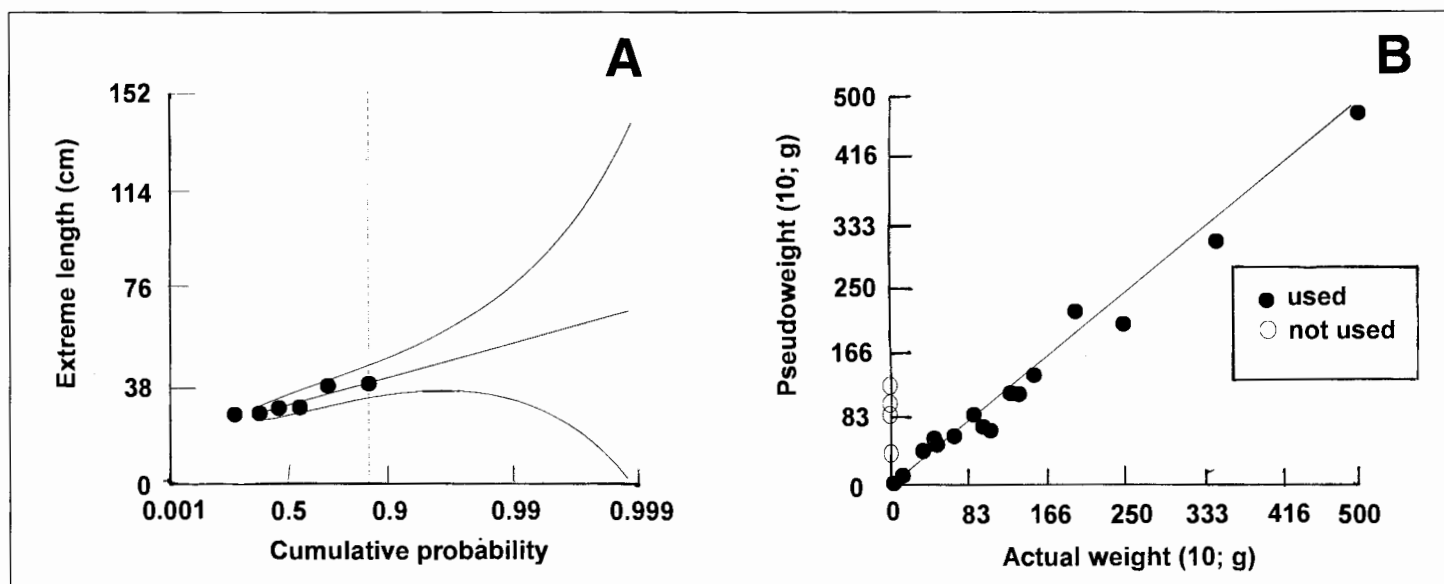 A
Extreme length (cm)
152
114
76
38
0
0.001 0.5 0.9 0.99 0.999
Cumulative probability
B
Pseudoweight (10; g)
500
416
333
250
166
83
0
0 83 166 250 333 416 500
Actual weight (10; g)
used
not used